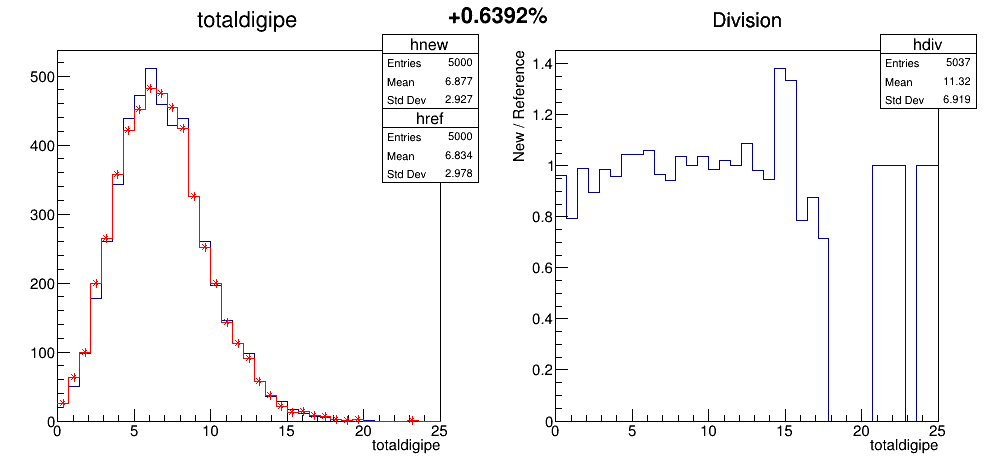 +0.6392%
totaldigipe
hnew
Entries 5000
Mean 6.877
Std Dev 2.927
href
Entries 5000
Mean 6.834
Std Dev 2.978
500
400
300
200
100
0
0 5 10 15 20 25
totaldigipe
Division
hdiv
Entries 5037
Mean 11.32
Std Dev 6.919
New / Reference
1.4
1.2
1
0.8
0.6
0.4
0.2
0
0 5 10 15 20 25
totaldigipe